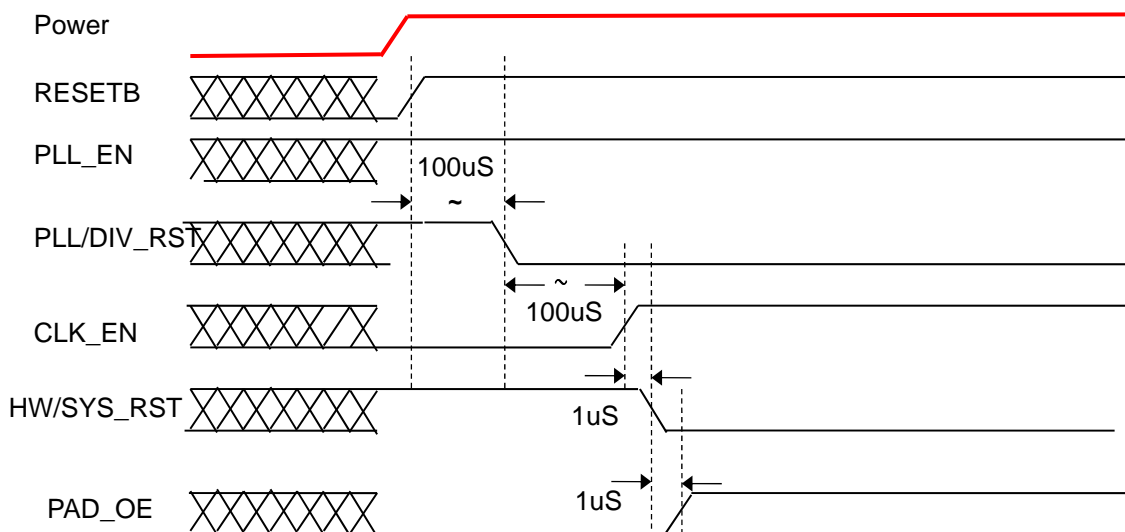 Power
RESETB
PLL_EN
100uS
~
PLL/DIV_RST
~
100uS
CLK_EN
HW/SYS_RST
1uS
1uS
PAD_OE